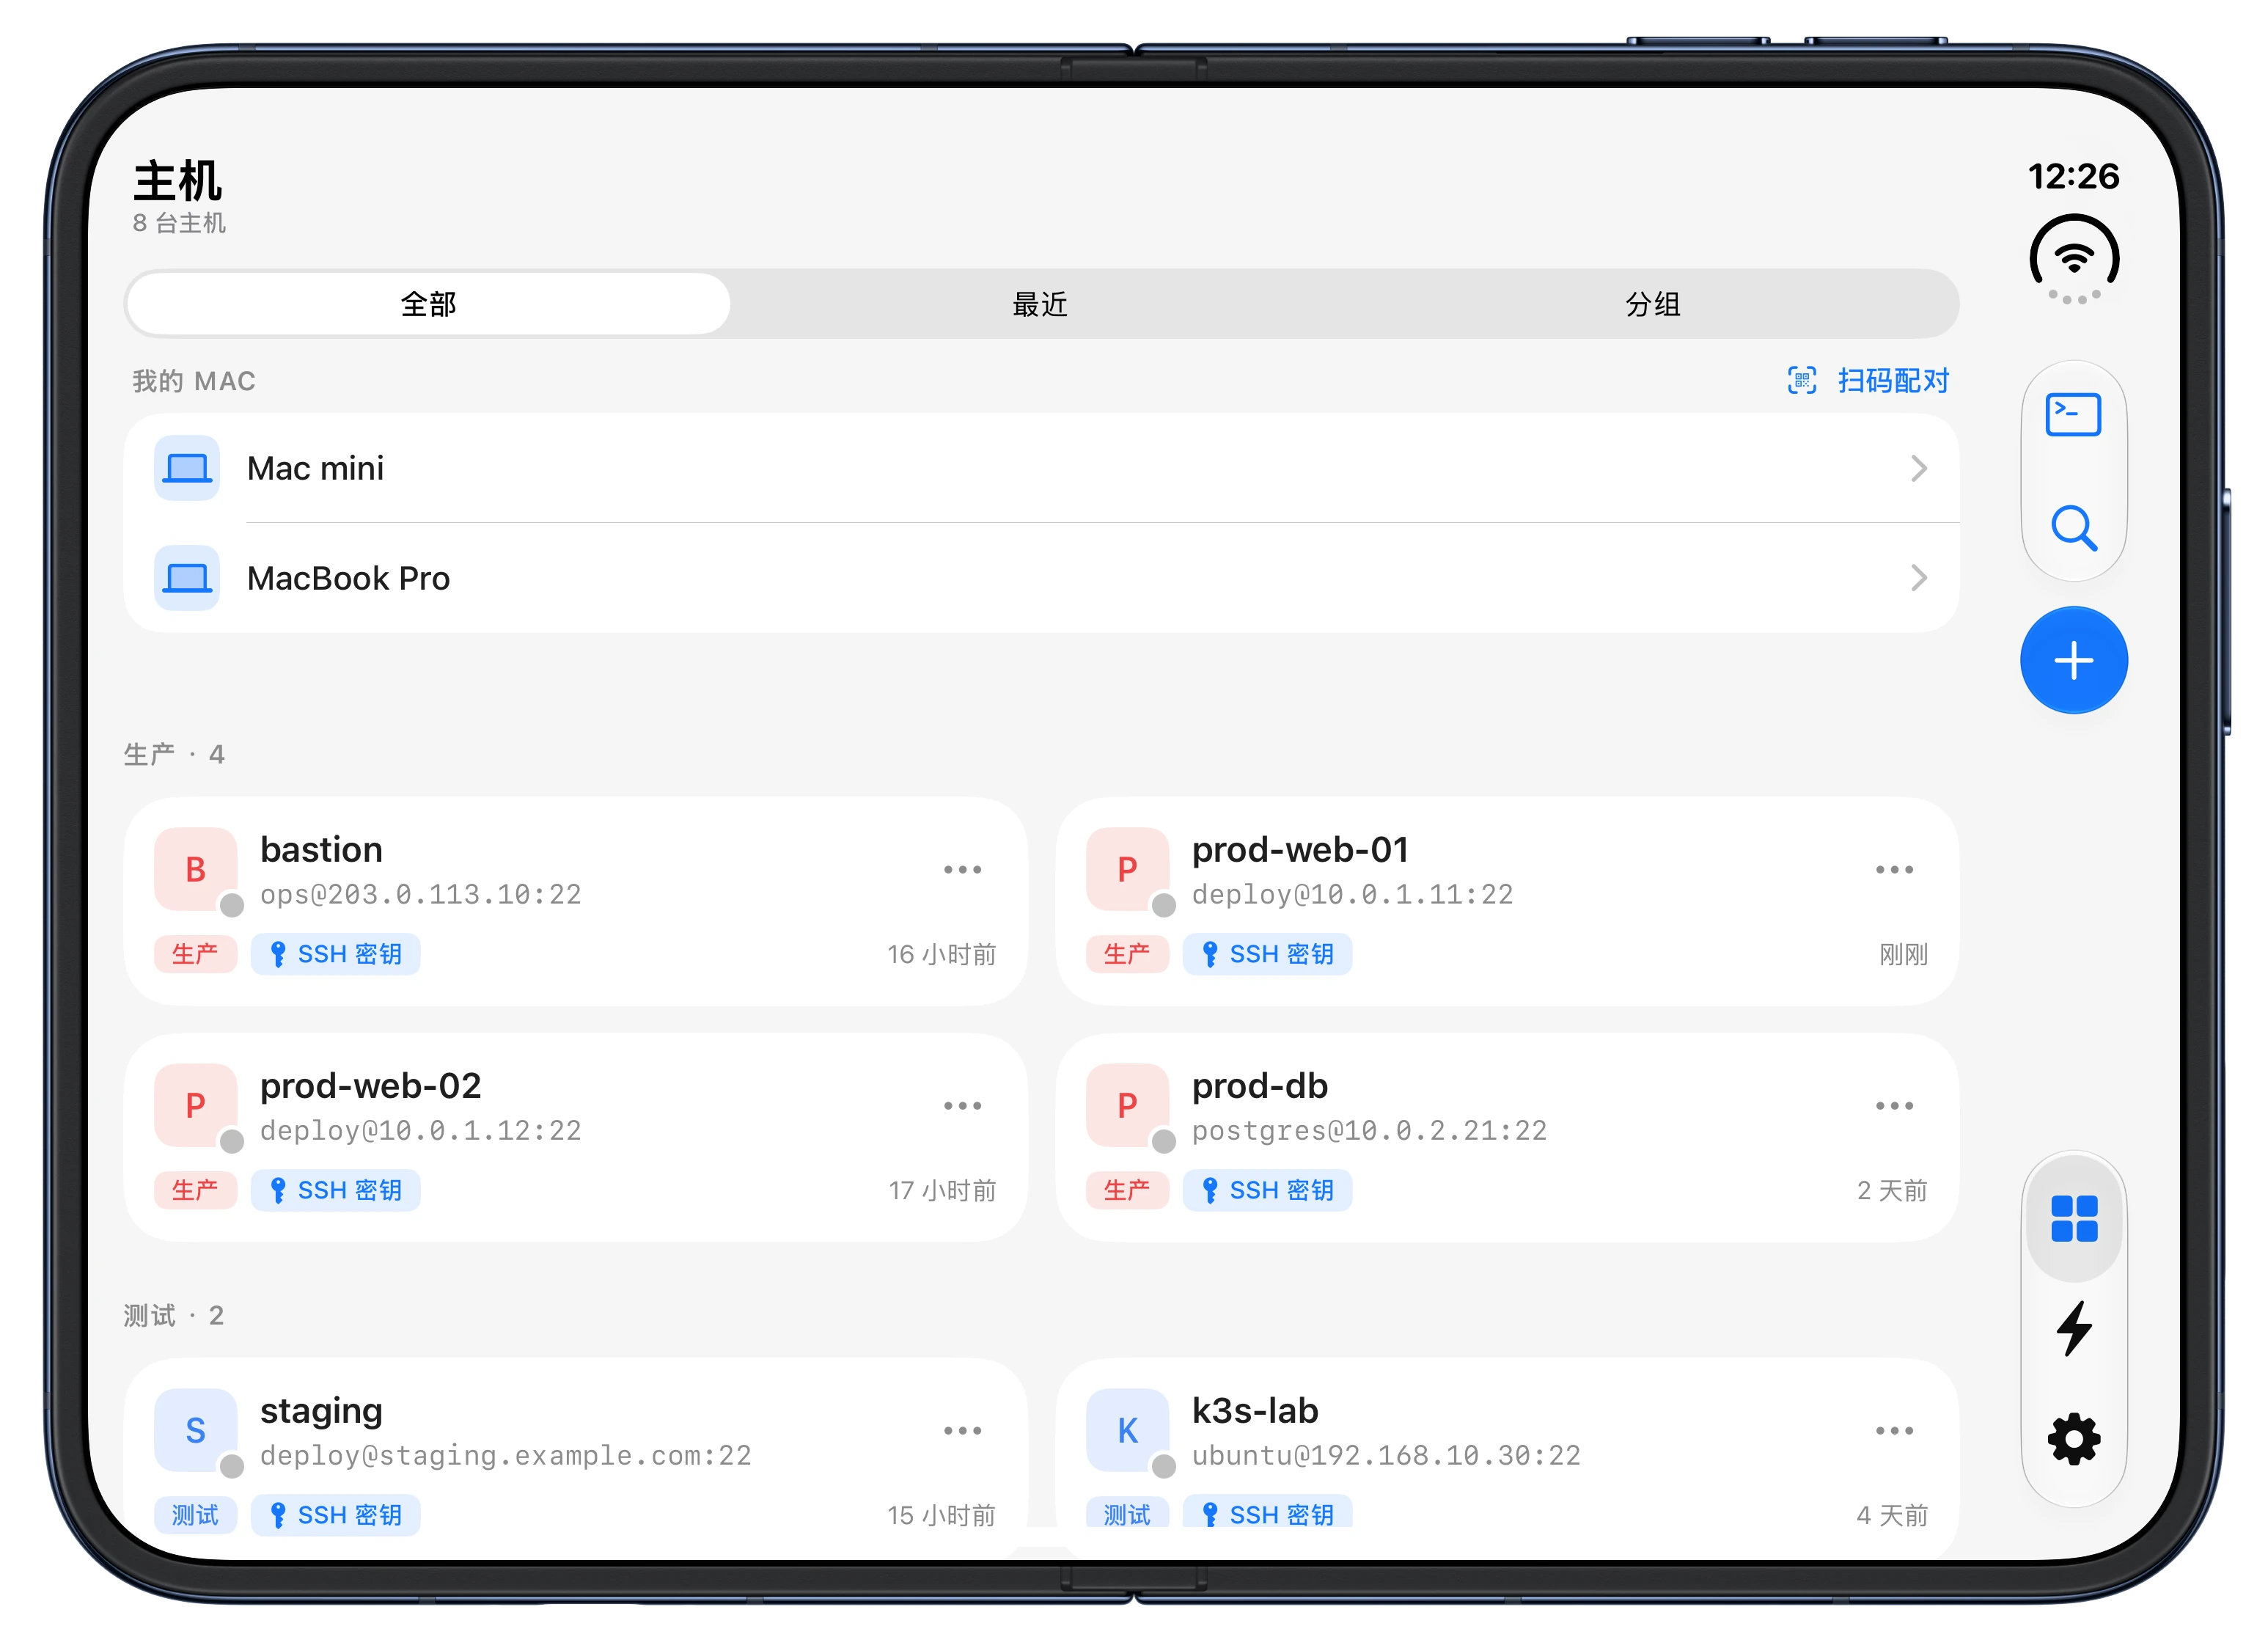 主机
8 台主机
12:26
全部 最近 分组
我的 MAC
扫码配对
Mac mini
MacBook Pro
生产 · 4
B
bastion
ops@203.0.113.10:22
生产 SSH 密钥 16 小时前
P
prod-web-01
deploy@10.0.1.11:22
生产 SSH 密钥 刚刚
P
prod-web-02
deploy@10.0.1.12:22
生产 SSH 密钥 17 小时前
P
prod-db
postgres@10.0.2.21:22
生产 SSH 密钥 2 天前
测试 · 2
S
staging
deploy@staging.example.com:22
测试 SSH 密钥 15 小时前
K
k3s-lab
ubuntu@192.168.10.30:22
测试 SSH 密钥 4 天前